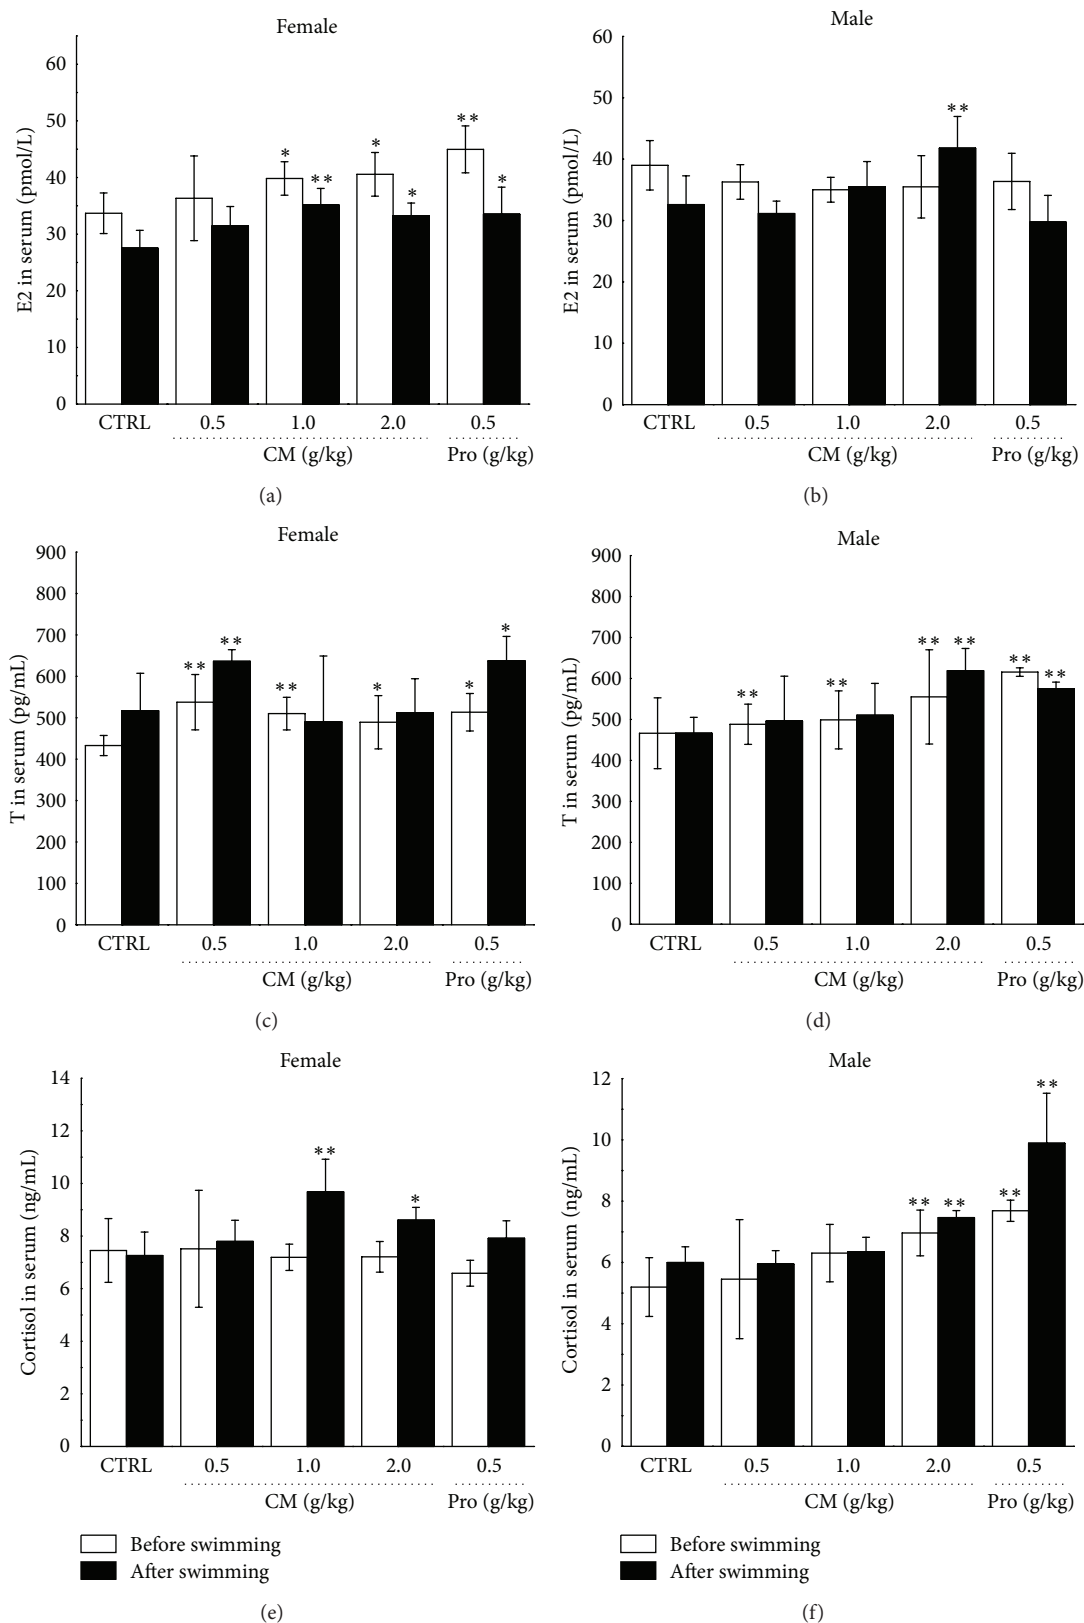 Female
E2 in serum (pmol/L)
60
50
40
30
20
10
0
* * ** * * ** *
CTRL 0.5 1.0 2.0 0.5
CM (g/kg) Pro (g/kg)
(a)
Male
E2 in serum (pmol/L)
60
50
40
30
20
10
0
**
CTRL 0.5 1.0 2.0 0.5
CM (g/kg) Pro (g/kg)
(b)
Female
T in serum (pg/mL)
900
800
700
600
500
400
300
200
100
0
** ** ** * * *
CTRL 0.5 1.0 2.0 0.5
CM (g/kg) Pro (g/kg)
(c)
Male
T in serum (pg/mL)
900
800
700
600
500
400
300
200
100
0
** ** ** ** ** **
CTRL 0.5 1.0 2.0 0.5
CM (g/kg) Pro (g/kg)
(d)
Female
Cortisol in serum (ng/mL)
14
12
10
8
6
4
2
0
** *
CTRL 0.5 1.0 2.0 0.5
CM (g/kg) Pro (g/kg)
Before swimming
After swimming
(e)
Male
Cortisol in serum (ng/mL)
12
10
8
6
4
2
0
** ** ** **
CTRL 0.5 1.0 2.0 0.5
CM (g/kg) Pro (g/kg)
Before swimming
After swimming
(f)